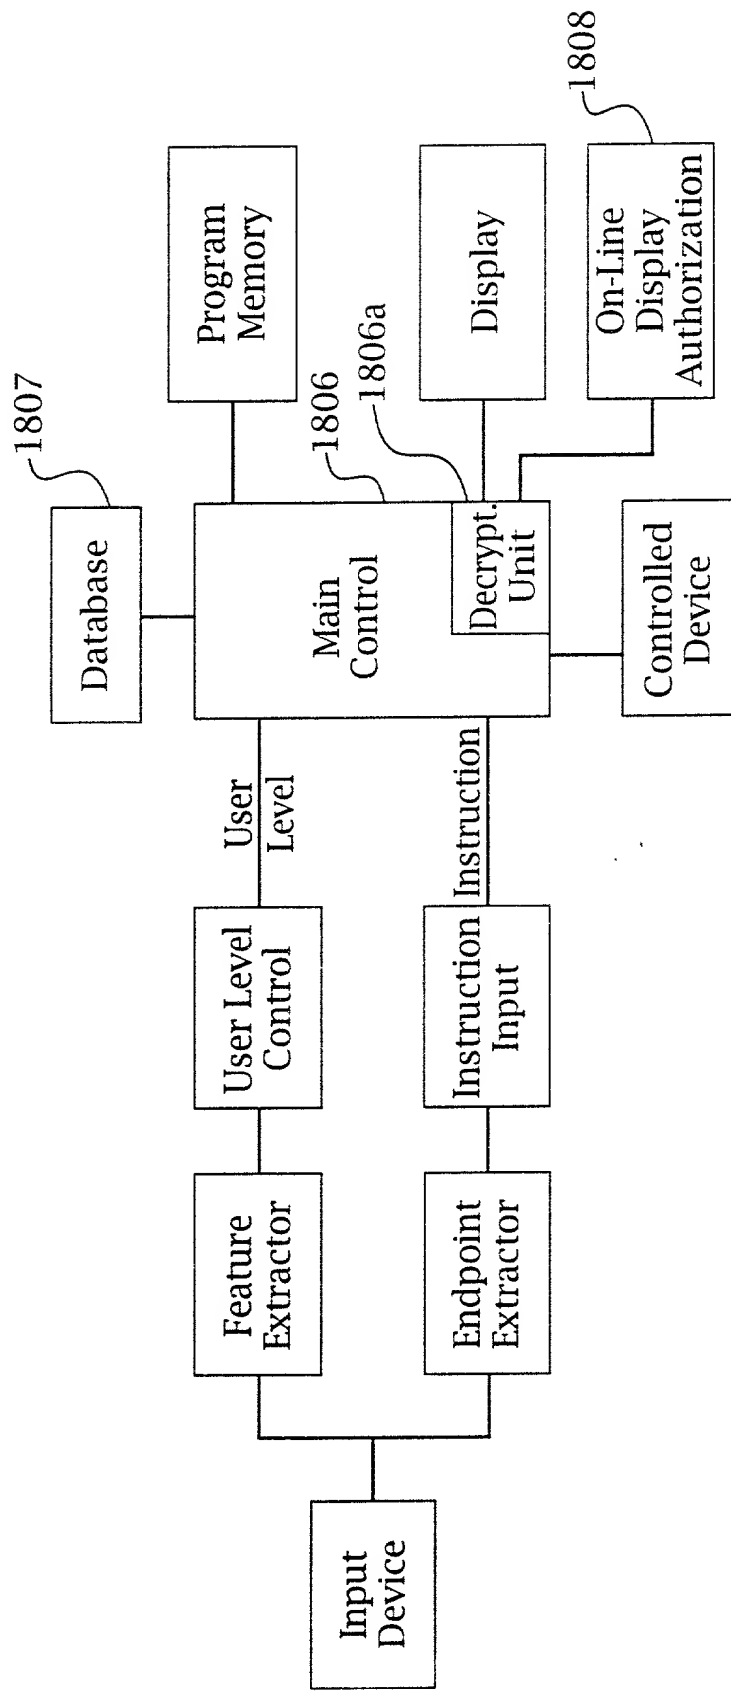 Input
Device
Feature
Extractor
User Level
Control
User
Level
Endpoint
Extractor
Instruction
Input
Instruction
Database
1807
Main
Control
1806
Decrypt.
Unit
1806a
Program
Memory
Display
On-Line
Display
Authorization
1808
Controlled
Device